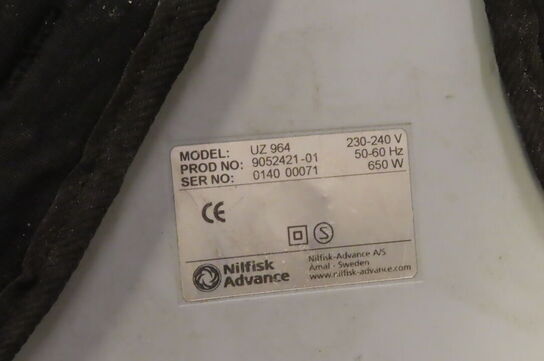 MODEL: UZ 964 230-240 V
PROD NO: 9052421-01 50-60 Hz
SER NO: 0140 00071 650 W
CE
S
Nilfisk
Advance
Nilfisk-Advance A/S
Amal - Sweden
www.nilfisk-advance.com